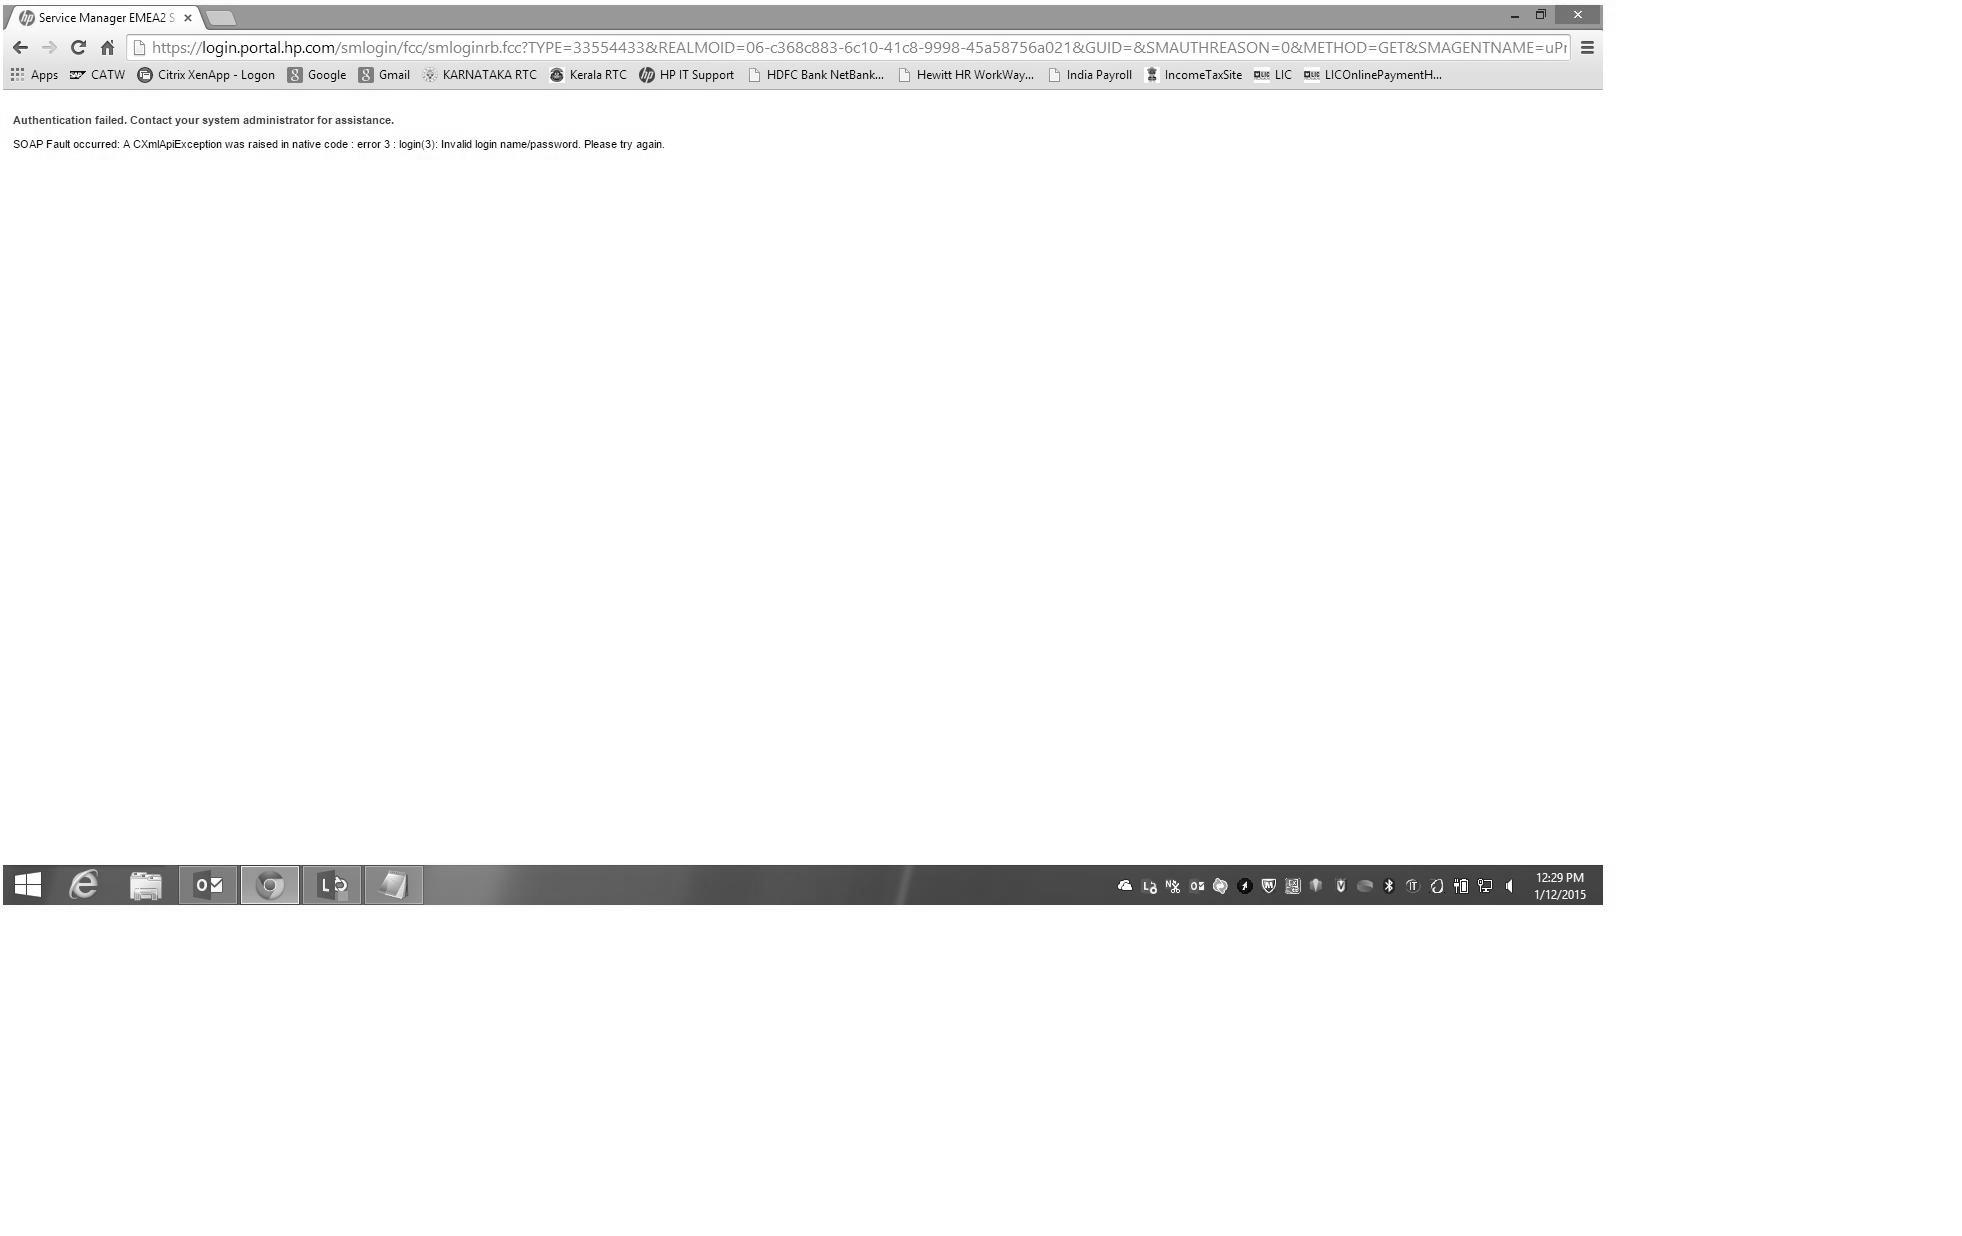 Service Manager EMEA2 S
https://login.portal.hp.com/smlogin/fcc/smloginrb.fcc?TYPE=33554433&REALMOID=06-c368c883-6c10-41c8-9998-45a58756a021&GUID=&SMAUTHREASON=0&METHOD=GET&SMAGENTNAME=uPr
Apps CATW Citrix XenApp - Logon Google Gmail KARNATAKA RTC Kerala RTC HP IT Support HDFC Bank NetBank... Hewitt HR WorkWay... India Payroll IncomeTaxSite LIC LICOnlinePaymentH...
Authentication failed. Contact your system administrator for assistance.
SOAP Fault occurred: A CXmlApiException was raised in native code : error 3 : login(3): Invalid login name/password. Please try again.
12:29 PM
1/12/2015